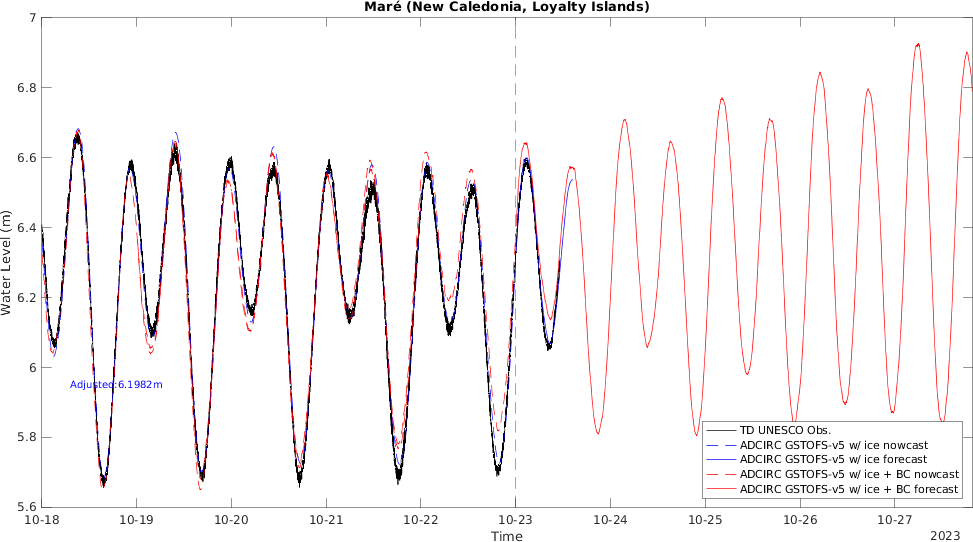 Maré (New Caledonia, Loyalty Islands)
7
6.8
6.6
6.4
6.2
6
5.8
5.6
Water Level (m)
Adjusted:6.1982m
TD UNESCO Obs.
ADCIRC GSTOFS-v5 w/ ice nowcast
ADCIRC GSTOFS-v5 w/ ice forecast
ADCIRC GSTOFS-v5 w/ ice + BC nowcast
ADCIRC GSTOFS-v5 w/ ice + BC forecast
10-18 10-19 10-20 10-21 10-22 10-23 10-24 10-25 10-26 10-27
Time
2023